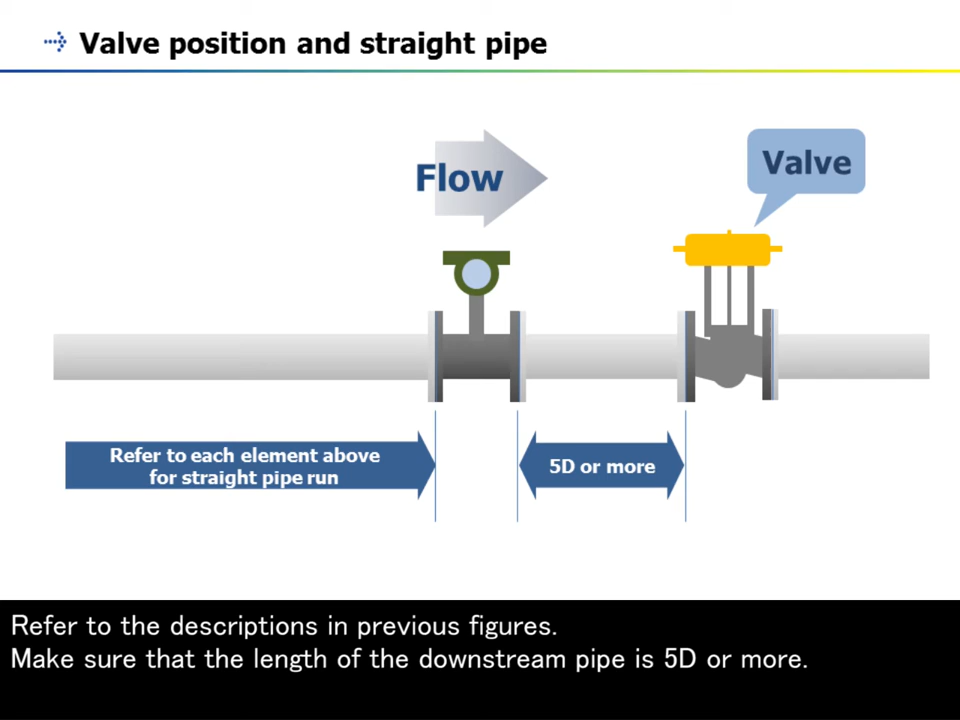 Valve position and straight pipe
Flow
Valve
Refer to each element above
for straight pipe run
5D or more
Refer to the descriptions in previous figures.
Make sure that the length of the downstream pipe is 5D or more.